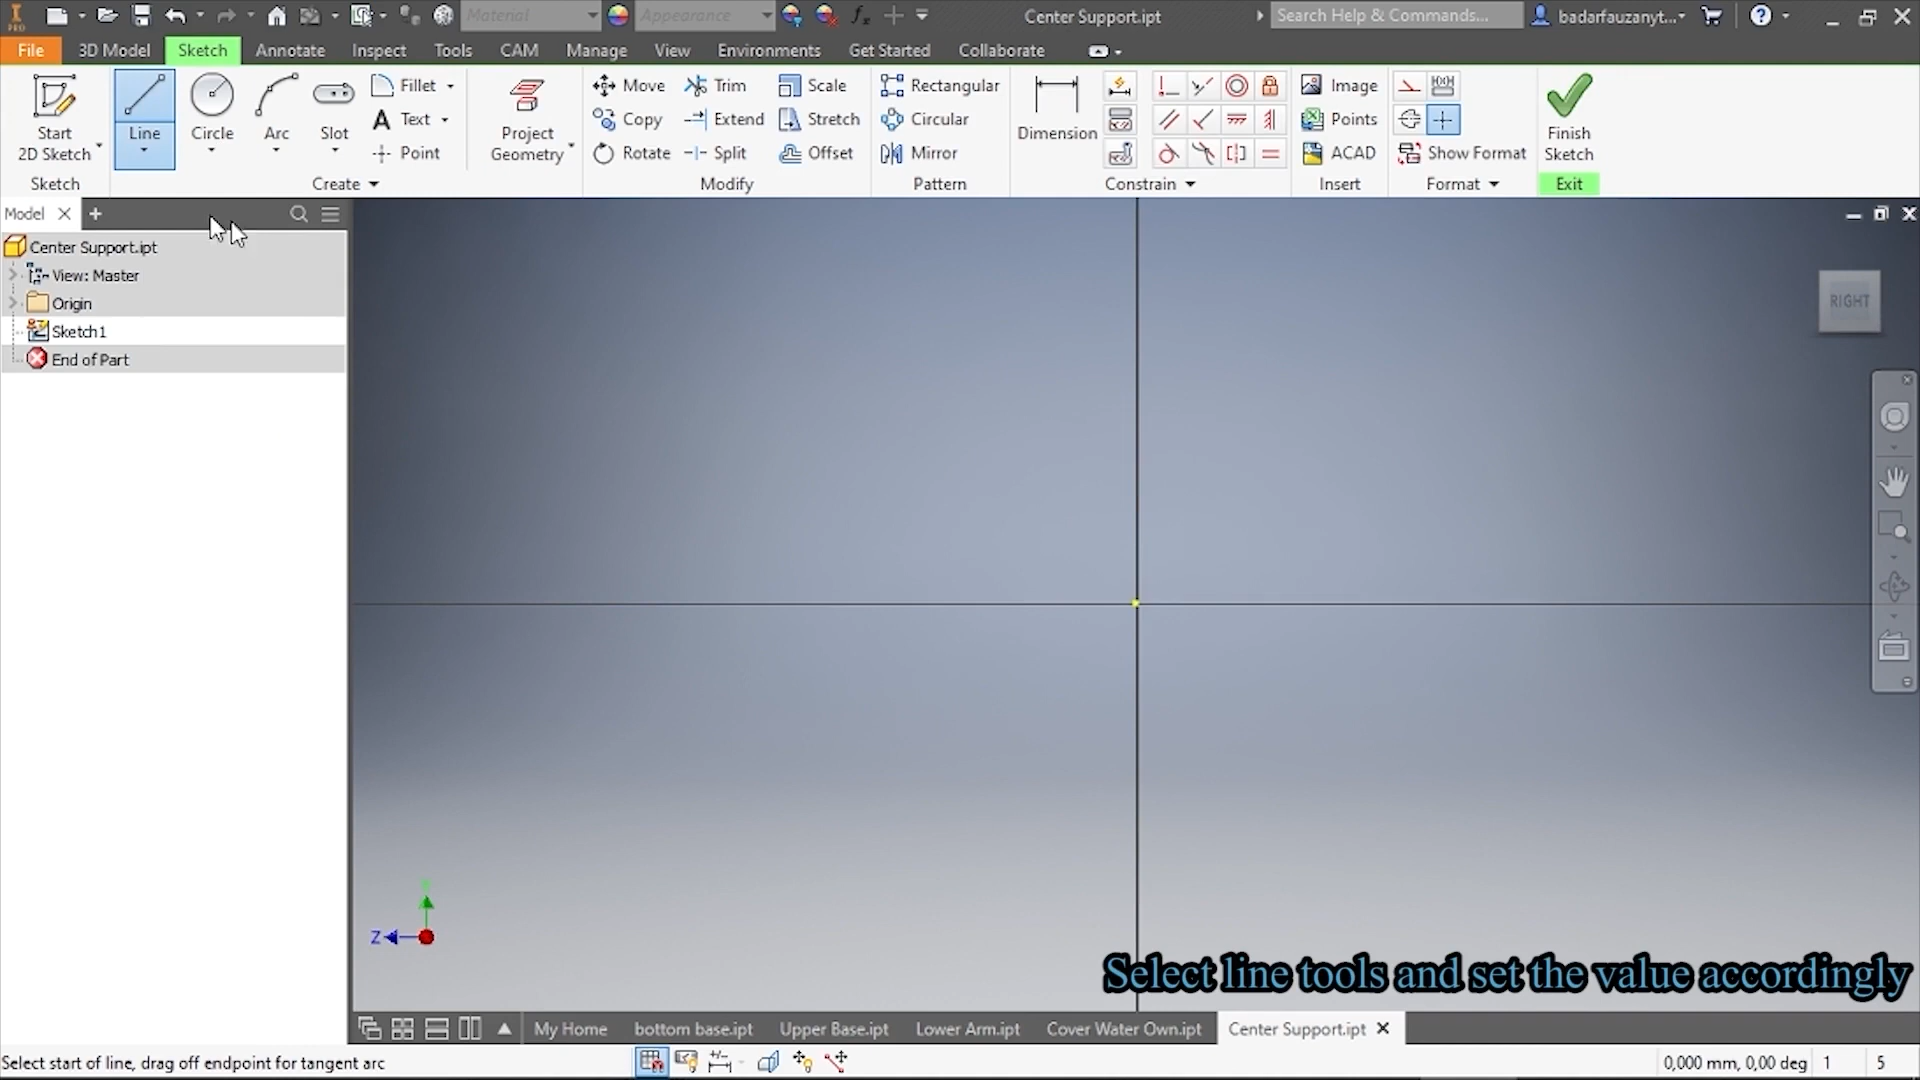 Material
Appearance
Center Support.ipt
Search Help & Commands...
badarfauzanyt...
PRO
File
3D Model
Sketch
Annotate
Inspect
Tools
CAM
Manage
View
Environments
Get Started
Collaborate
Start
2D Sketch
Line
Circle
Arc
Slot
Fillet
Text
Point
Project
Geometry
Move
Copy
Rotate
Trim
Extend
Split
Scale
Stretch
Offset
Rectangular
Circular
Mirror
Dimension
Image
Points
ACAD
Show Format
Finish
Sketch
Sketch
Create
Modify
Pattern
Constrain
Insert
Format
Exit
Model
Center Support.ipt
View: Master
Origin
Sketch1
End of Part
RIGHT
Z
Select line tools and set the value accordingly
My Home
bottom base.ipt
Upper Base.ipt
Lower Arm.ipt
Cover Water Own.ipt
Center Support.ipt
Select start of line, drag off endpoint for tangent arc
0,000 mm, 0,00 deg
1
5